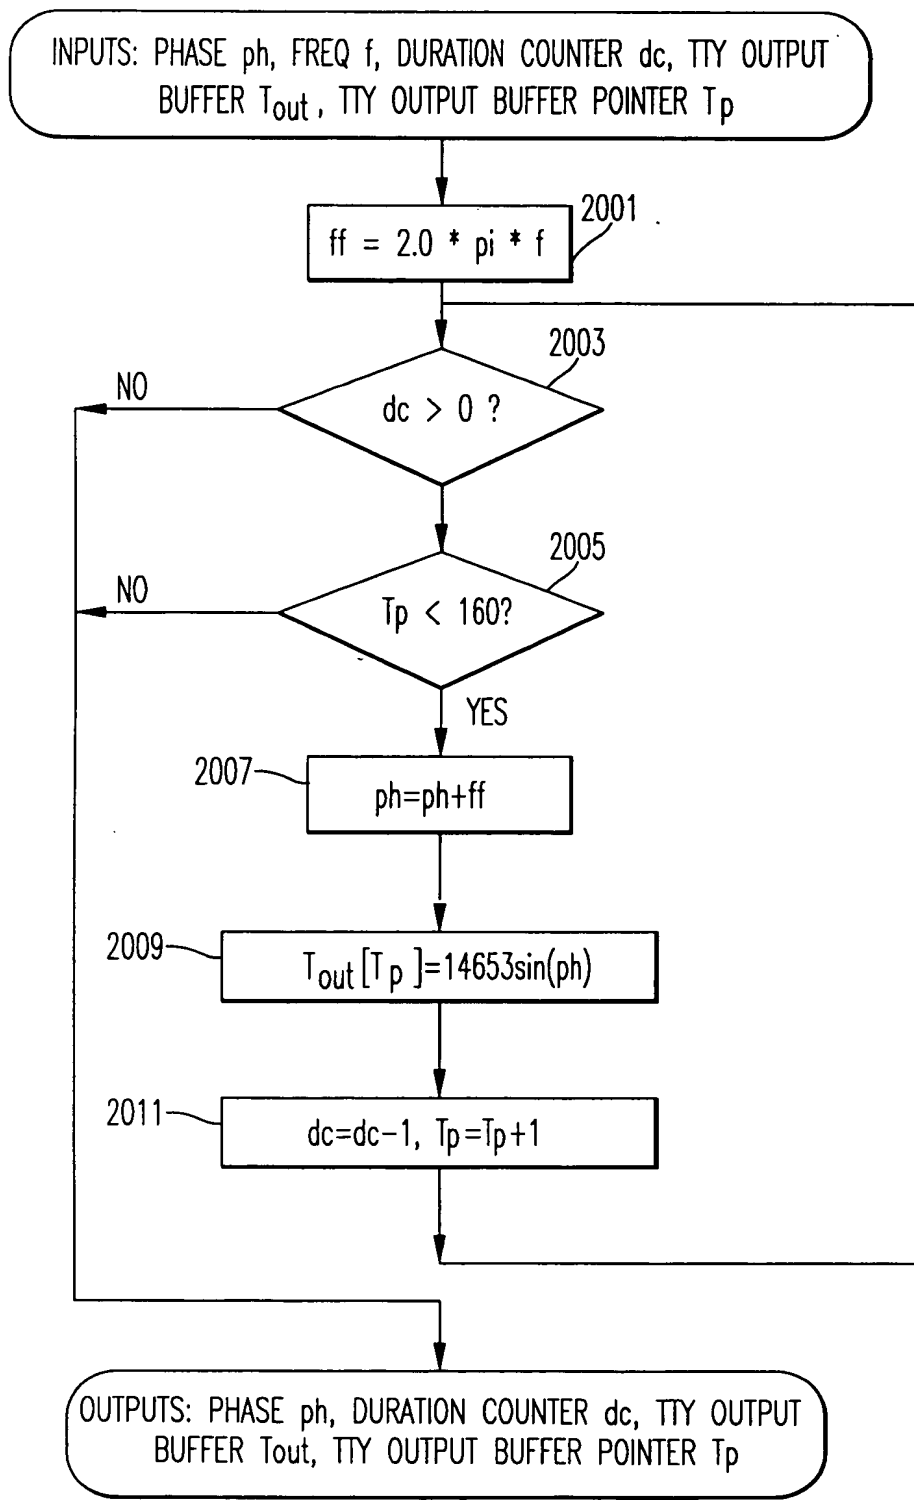 INPUTS: PHASE ph, FREQ f, DURATION COUNTER dc, TTY OUTPUT
BUFFER Tout, TTY OUTPUT BUFFER POINTER Tp
2001
ff = 2.0 * pi * f
2003
NO
dc > 0 ?
2005
NO
Tp < 160?
YES
2007
ph=ph+ff
2009
Tout[Tp]=14653sin(ph)
2011
dc=dc-1, Tp=Tp+1
OUTPUTS: PHASE ph, DURATION COUNTER dc, TTY OUTPUT
BUFFER Tout, TTY OUTPUT BUFFER POINTER Tp